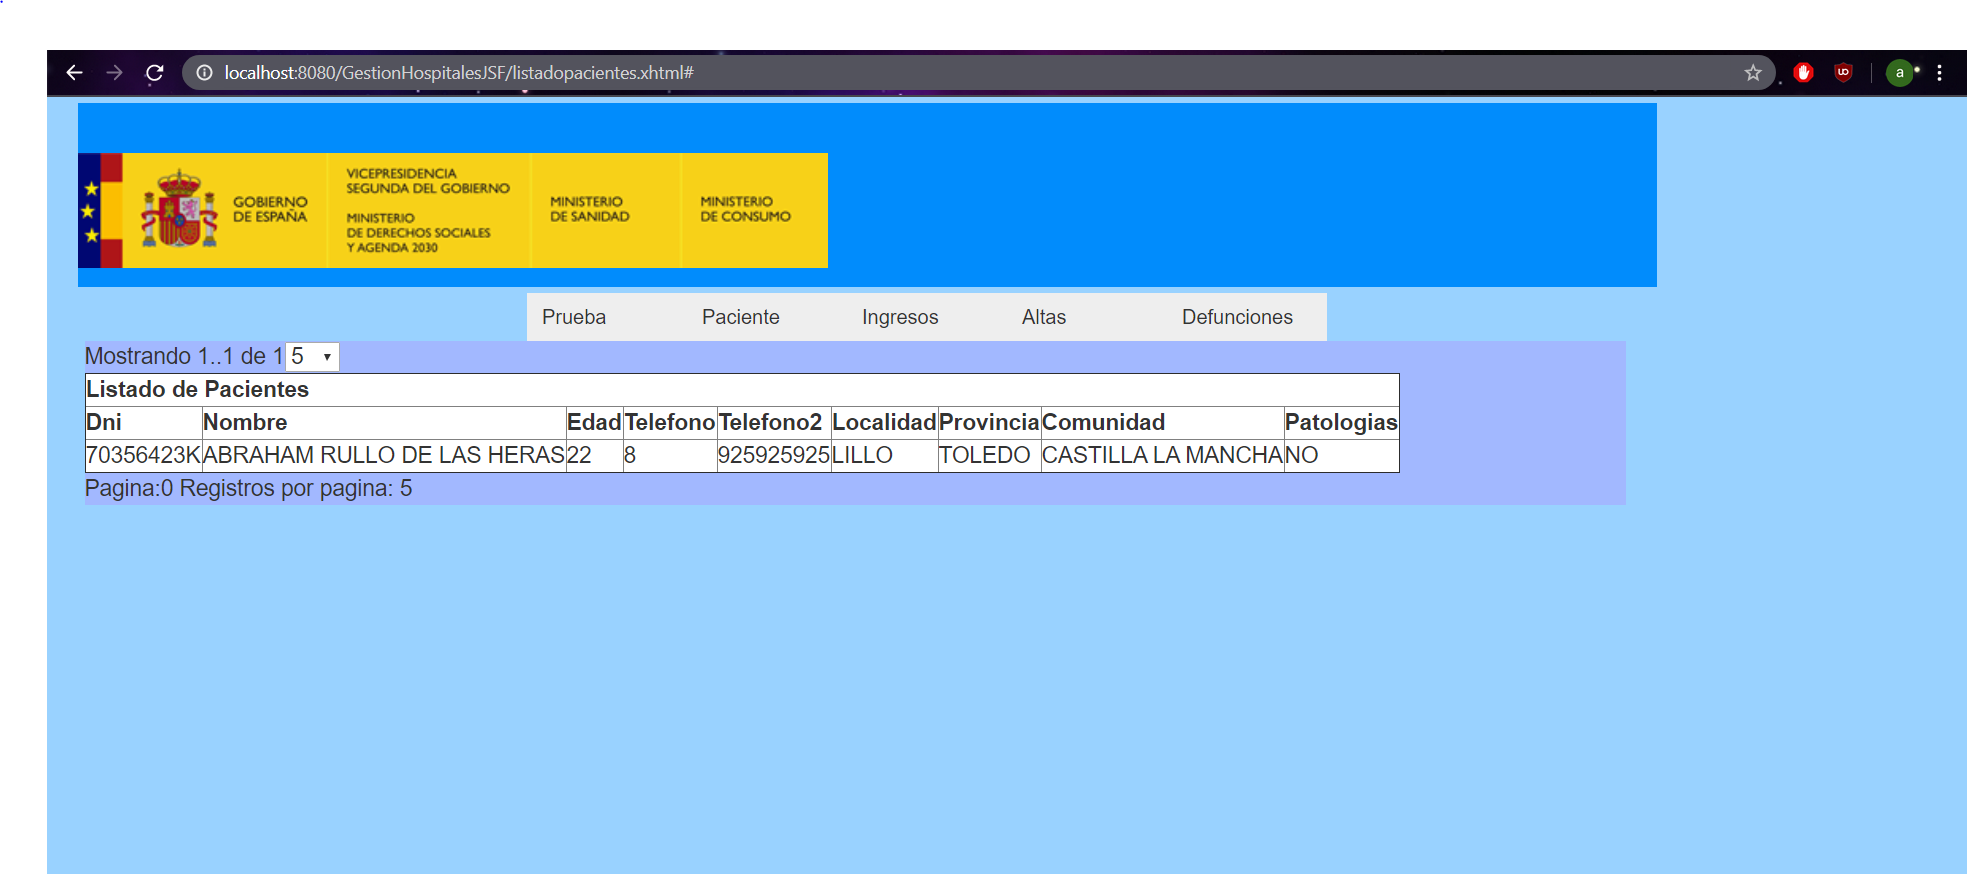 localhost:8080/GestionHospitalesJSF/listadopacientes.xhtml#
a
GOBIERNO
DE ESPAÑA
VICEPRESIDENCIA
SEGUNDA DEL GOBIERNO
MINISTERIO
DE DERECHOS SOCIALES
Y AGENDA 2030
MINISTERIO
DE SANIDAD
MINISTERIO
DE CONSUMO
Prueba Paciente Ingresos Altas Defunciones
Mostrando 1..1 de 1 5
Listado de Pacientes
Dni Nombre Edad Telefono Telefono2 Localidad Provincia Comunidad Patologias
70356423K ABRAHAM RULLO DE LAS HERAS 22 8 925925925 LILLO TOLEDO CASTILLA LA MANCHA NO
Pagina:0 Registros por pagina: 5